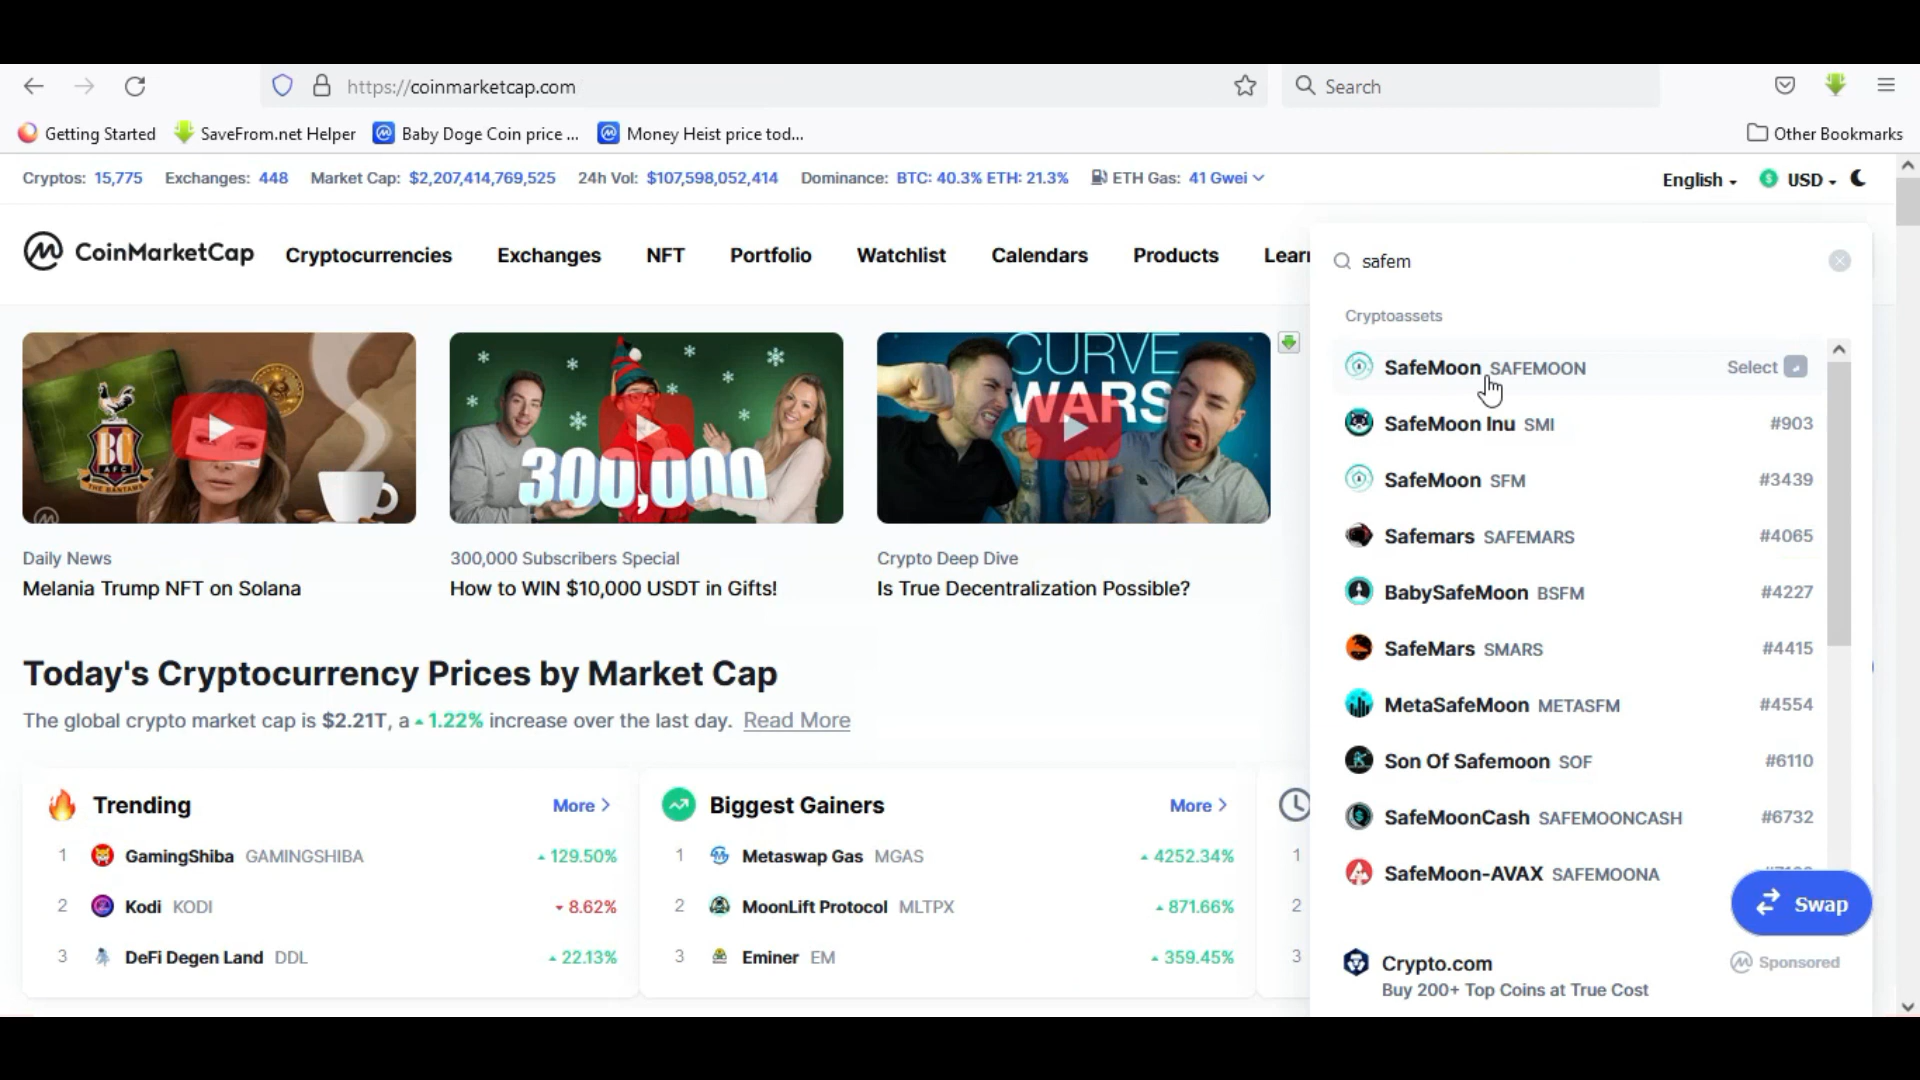 https://coinmarketcap.com
Search
Getting Started
SaveFrom.net Helper
Baby Doge Coin price ...
Money Heist price tod...
Other Bookmarks
Cryptos: 15,775 Exchanges: 448 Market Cap: $2,207,414,769,525 24h Vol: $107,598,052,414 Dominance: BTC: 40.3% ETH: 21.3% ETH Gas: 41 Gwei
English
USD
CoinMarketCap
Cryptocurrencies
Exchanges
NFT
Portfolio
Watchlist
Calendars
Products
Lear
BC
A F C
THE BANTAMS
300,000
CURVE
WARS
Daily News
Melania Trump NFT on Solana
300,000 Subscribers Special
How to WIN $10,000 USDT in Gifts!
Crypto Deep Dive
Is True Decentralization Possible?
Today's Cryptocurrency Prices by Market Cap
The global crypto market cap is $2.21T, a 1.22% increase over the last day. Read More
Trending More
1 GamingShiba GAMINGSHIBA 129.50%
2 Kodi KODI 8.62%
3 DeFi Degen Land DDL 22.13%
Biggest Gainers More
1 Metaswap Gas MGAS 4252.34%
2 MoonLift Protocol MLTPX 871.66%
3 Eminer EM 359.45%
1
2
3
safem
Cryptoassets
SafeMoon SAFEMOON Select
SafeMoon Inu SMI #903
SafeMoon SFM #3439
Safemars SAFEMARS #4065
BabySafeMoon BSFM #4227
SafeMars SMARS #4415
MetaSafeMoon METASFM #4554
Son Of Safemoon SOF #6110
SafeMoonCash SAFEMOONCASH #6732
SafeMoon-AVAX SAFEMOONA
Swap
Crypto.com Sponsored
Buy 200+ Top Coins at True Cost